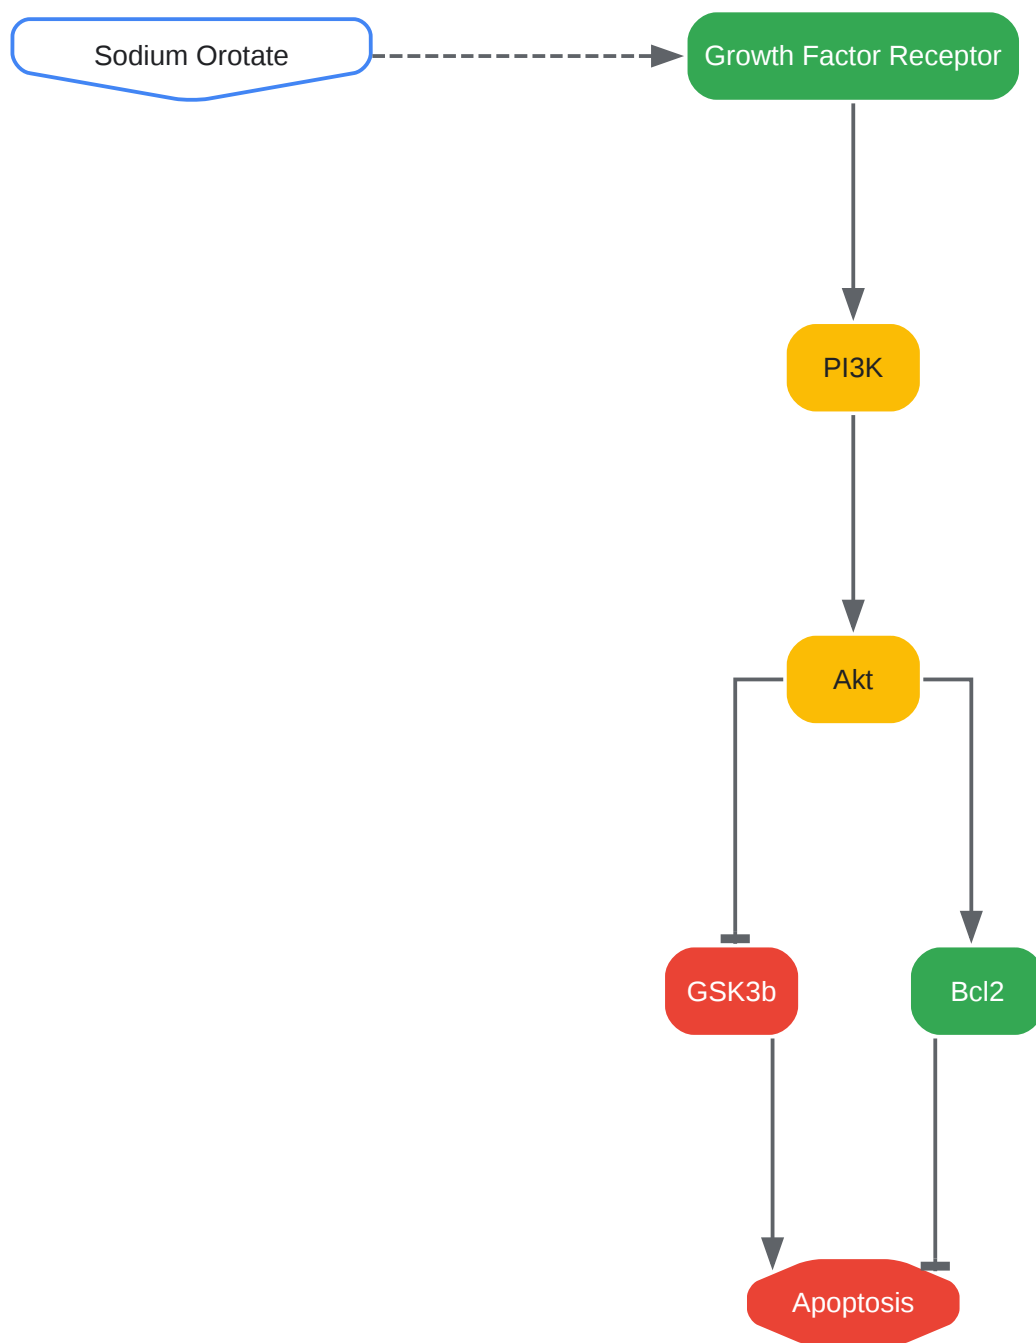 Sodium Orotate
Growth Factor Receptor
PI3K
Akt
GSK3b
Bcl2
Apoptosis